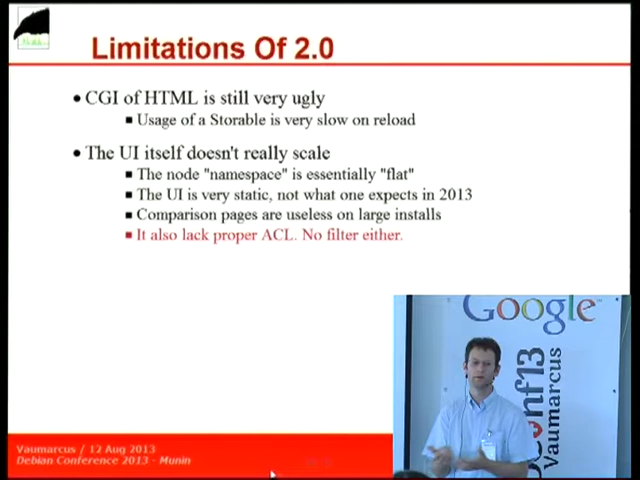 Limitations Of 2.0
• CGI of HTML is still very ugly
▪ Usage of a Storable is very slow on reload
• The UI itself doesn't really scale
▪ The node "namespace" is essentially "flat"
▪ The UI is very static, not what one expects in 2013
▪ Comparison pages are useless on large installs
▪ It also lack proper ACL. No filter either.
Google
conf13
Vaumarcus
Vaumarcus / 12 Aug 2013
Debian Conference 2013 - Munin